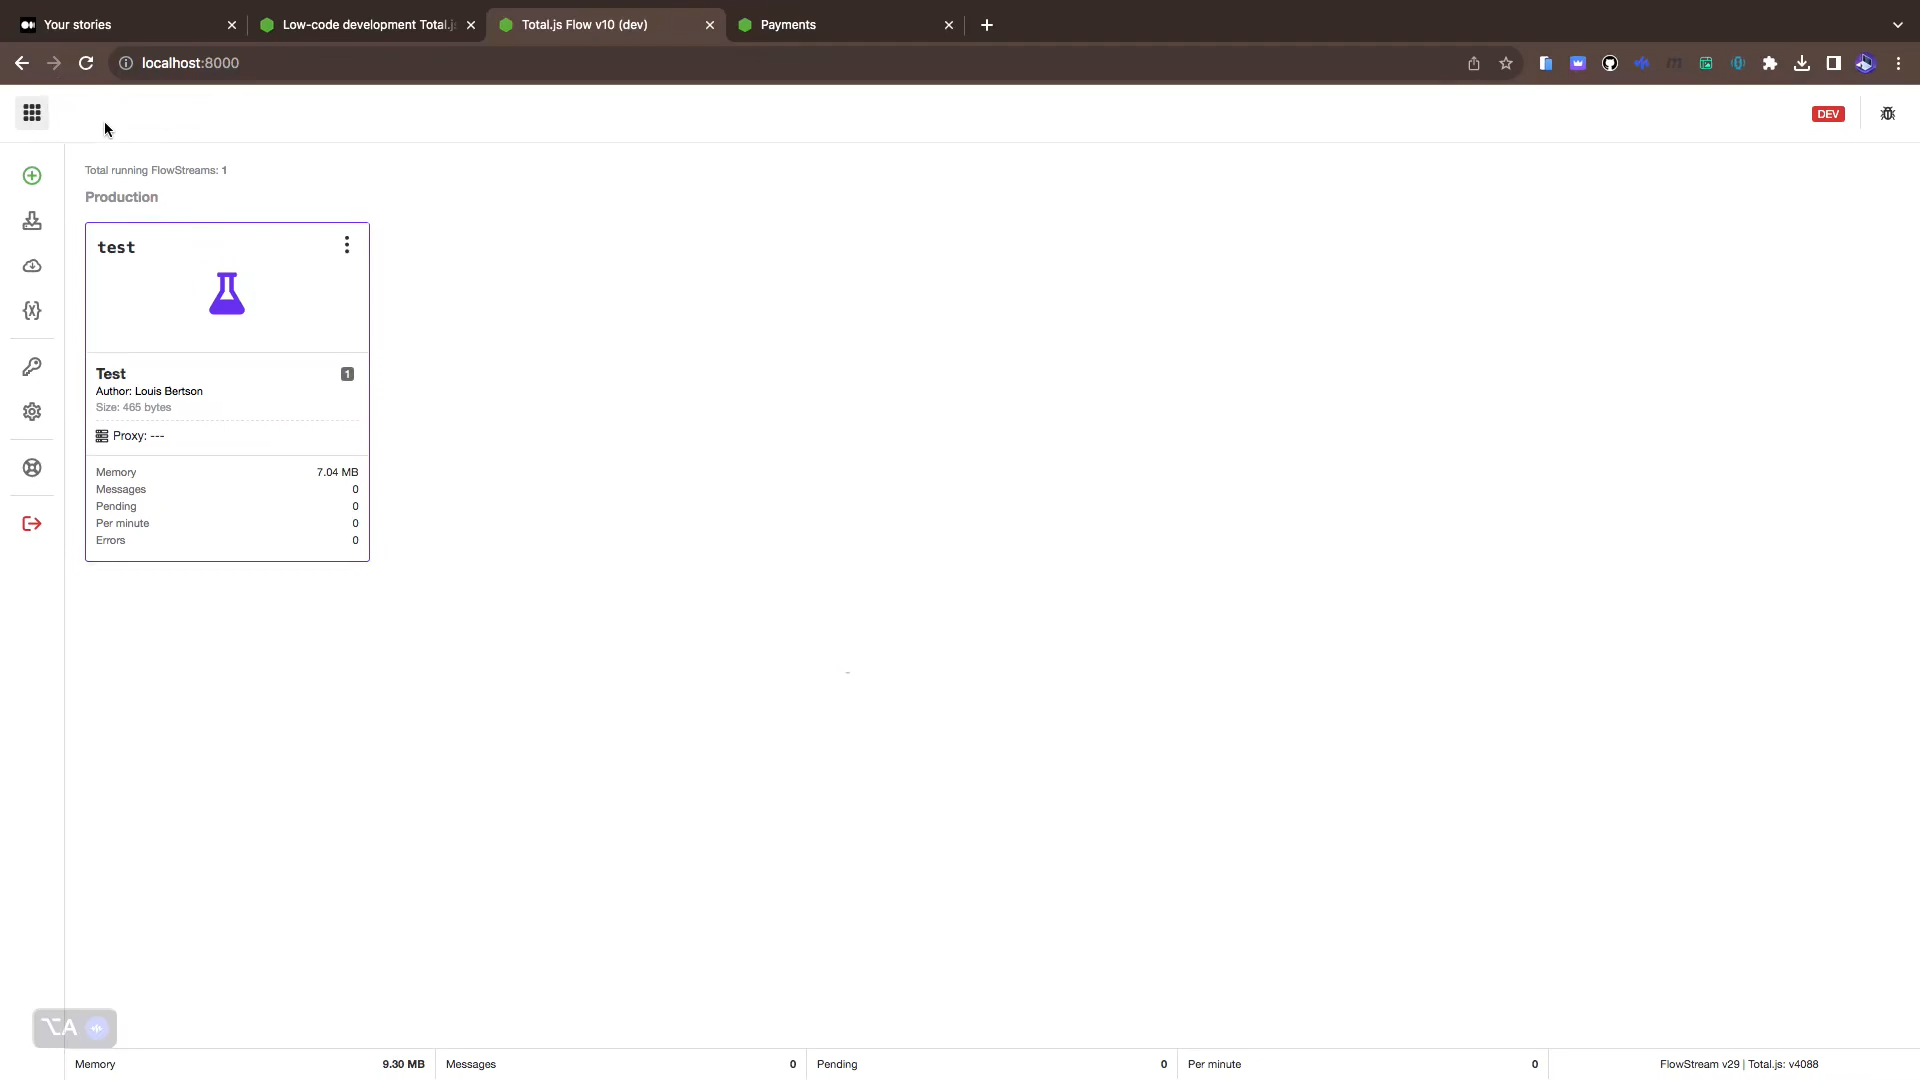 Your stories
Low-code development Total.js
Total.js Flow v10 (dev)
Payments
localhost:8000
DEV
Total running FlowStreams: 1
Production
test
Test
1
Author: Louis Bertson
Size: 465 bytes
Proxy: ---
Memory 7.04 MB
Messages 0
Pending 0
Per minute 0
Errors 0
⌥A
Memory 9.30 MB Messages 0 Pending 0 Per minute 0 FlowStream v29 | Total.js: v4088